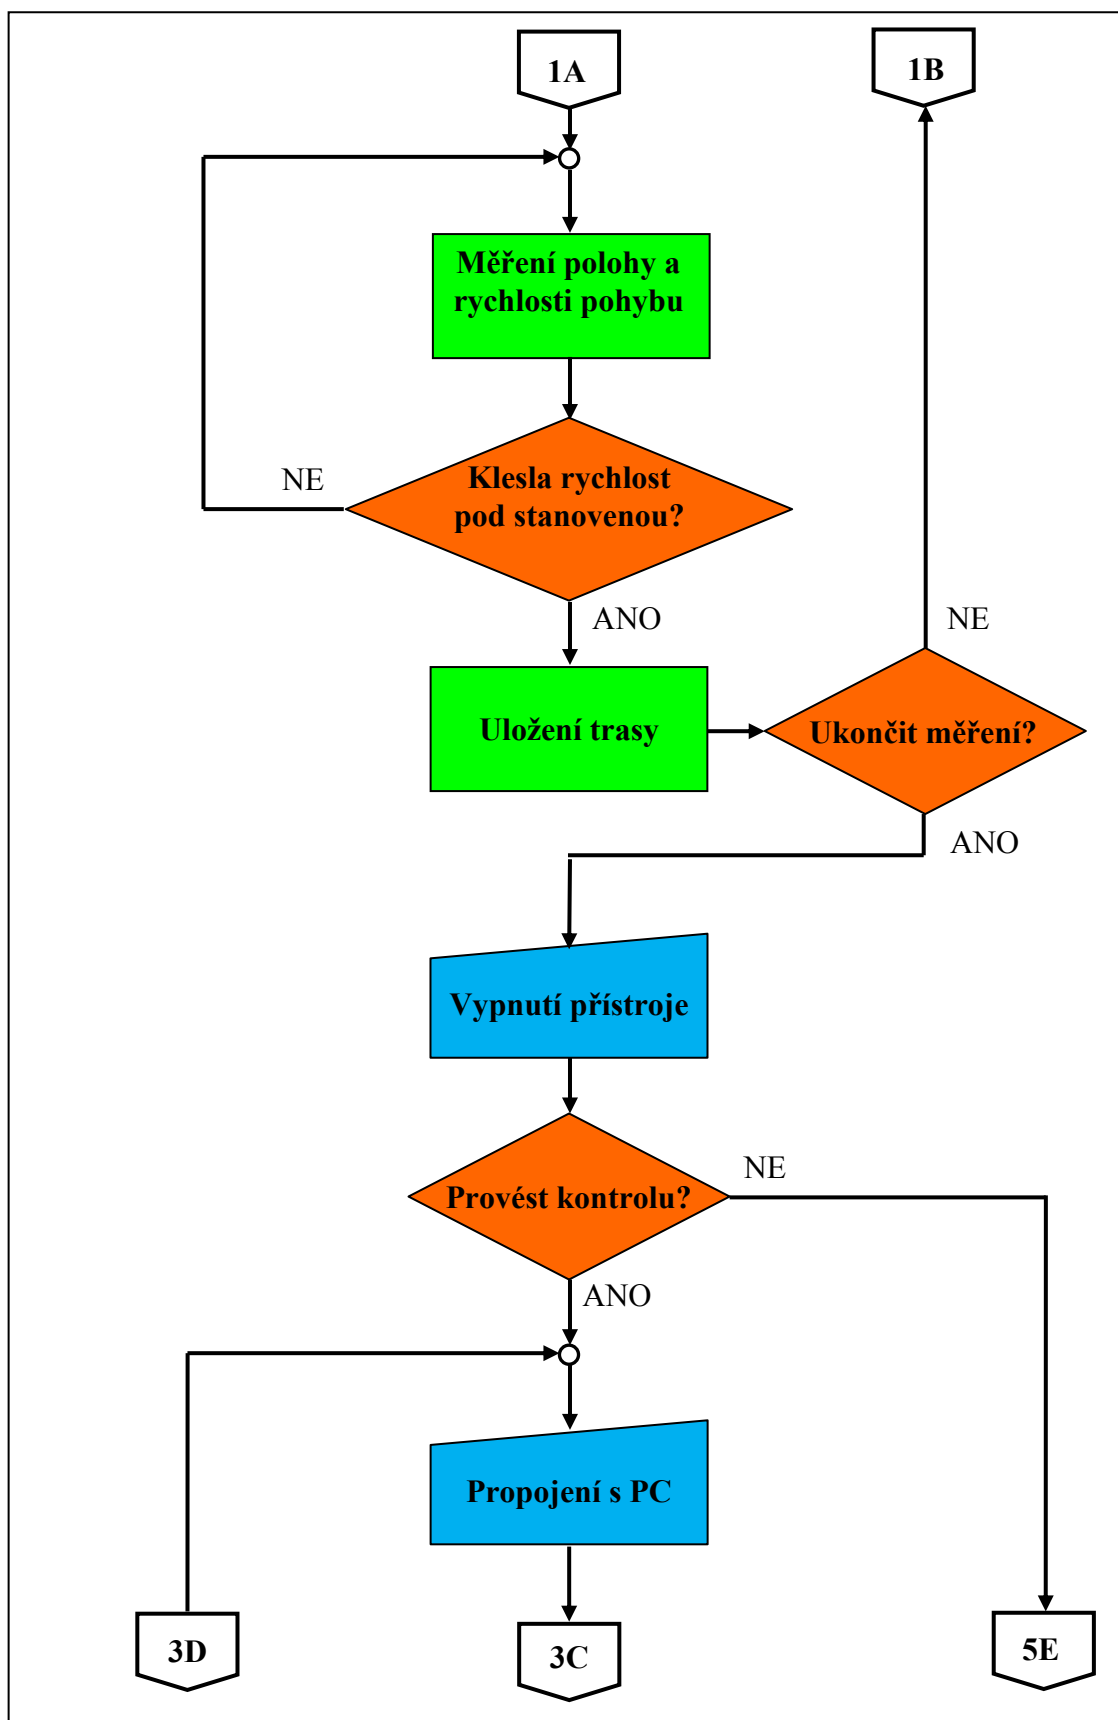 1A
1B
Měření polohy a
rychlosti pohybu
NE
Klesla rychlost
pod stanovenou?
ANO
NE
Uložení trasy
Ukončit měření?
ANO
Vypnutí přístroje
NE
Provést kontrolu?
ANO
Propojení s PC
3D
3C
5E